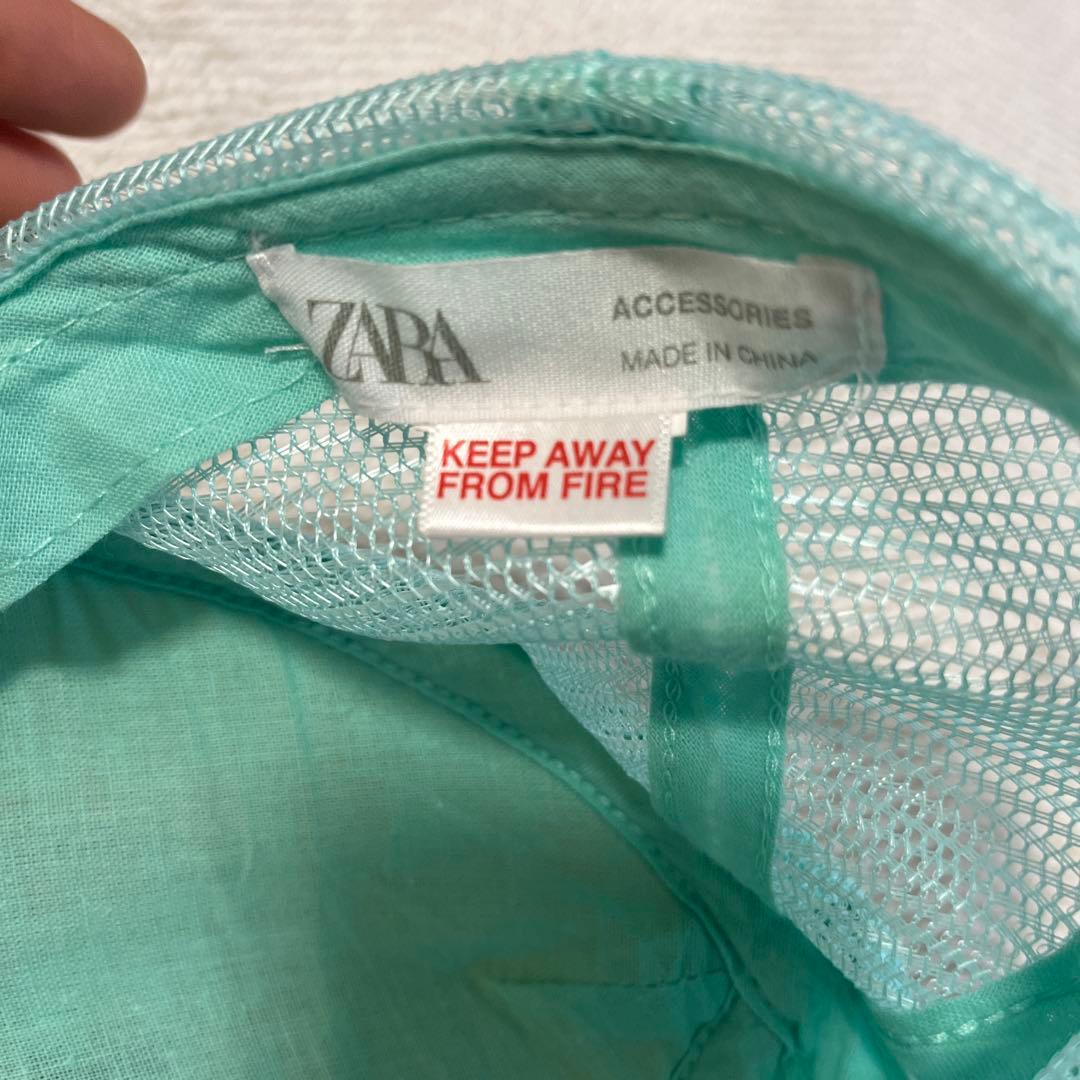 ZARA
ACCESSORIES
MADE IN CHINA
KEEP AWAY
FROM FIRE